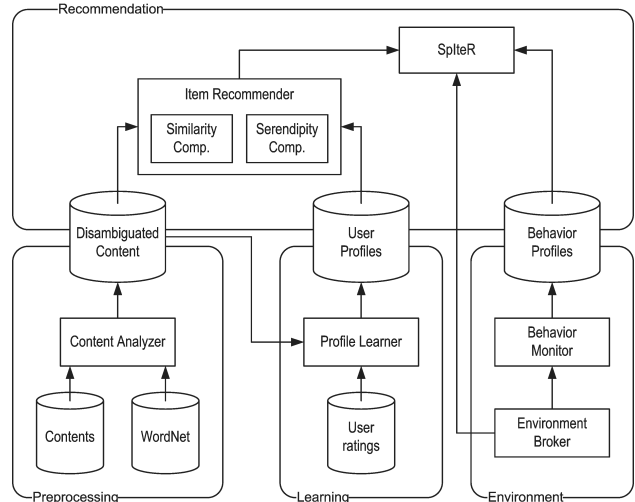 Recommendation
SpIteR
Item Recommender
Similarity
Comp.
Serendipity
Comp.
Disambiguated
Content
User
Profiles
Behavior
Profiles
Content Analyzer
Profile Learner
Behavior
Monitor
Contents
WordNet
User
ratings
Environment
Broker
Preprocessing
Learning
Environment